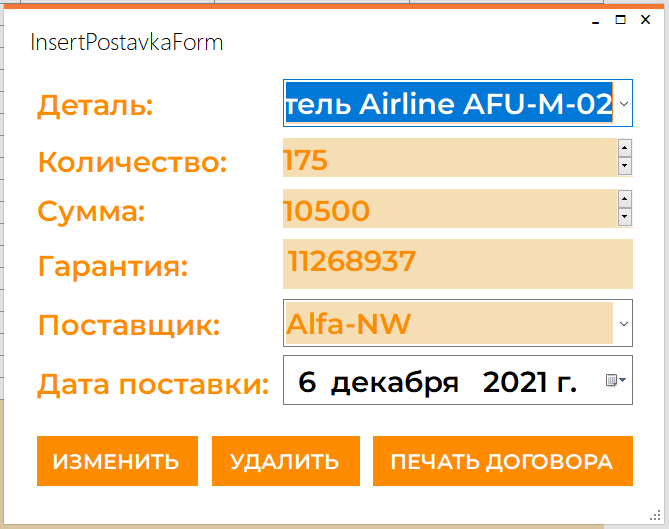 InsertPostavkaForm
Деталь: тель Airline AFU-M-02
Количество: 175
Сумма: 10500
Гарантия: 11268937
Поставщик: Alfa-NW
Дата поставки: 6 декабря 2021 г.
ИЗМЕНИТЬ УДАЛИТЬ ПЕЧАТЬ ДОГОВОРА